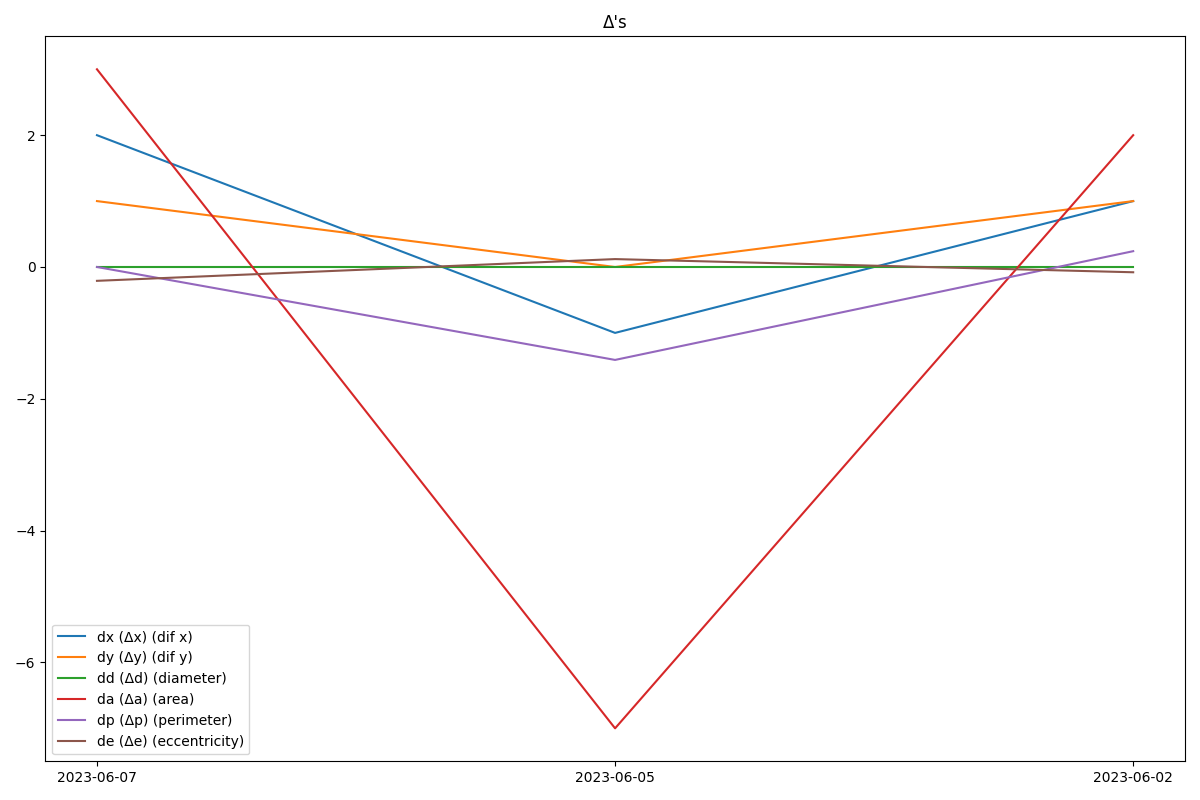 Δ's
2
0
−2
−4
−6
dx (Δx) (dif x)
dy (Δy) (dif y)
dd (Δd) (diameter)
da (Δa) (area)
dp (Δp) (perimeter)
de (Δe) (eccentricity)
2023-06-07
2023-06-05
2023-06-02